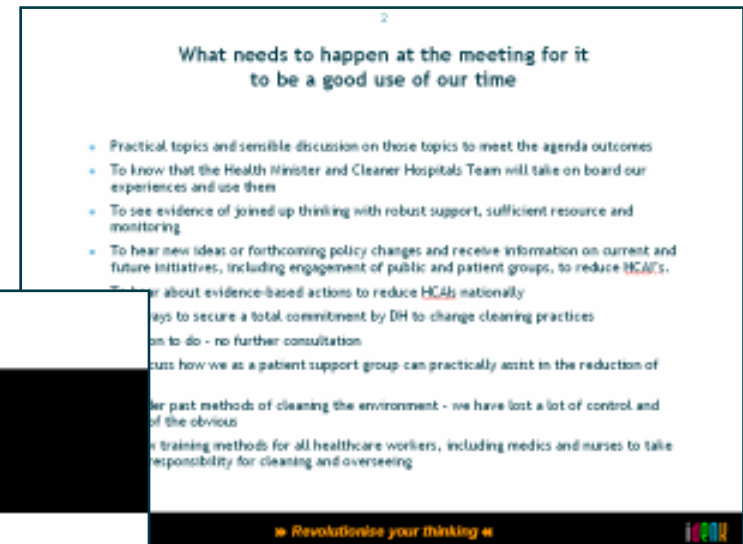 2
What needs to happen at the meeting for it
to be a good use of our time
Practical topics and sensible discussion on those topics to meet the agenda outcomes
To know that the Health Minister and Cleaner Hospitals Team will take on board our
experiences and use them
To see evidence of joined up thinking with robust support, sufficient resource and
monitoring
To hear new ideas or forthcoming policy changes and receive information on current and
future initiatives, including engagement of public and patient groups, to reduce HCAI's.
about evidence-based actions to reduce HCAIs nationally
ways to secure a total commitment by DH to change cleaning practices
to do - no further consultation
how we as a patient support group can practically assist in the reduction of
past methods of cleaning the environment - we have lost a lot of control and
of the obvious
training methods for all healthcare workers, including medics and nurses to take
responsibility for cleaning and overseeing
» Revolutionise your thinking «